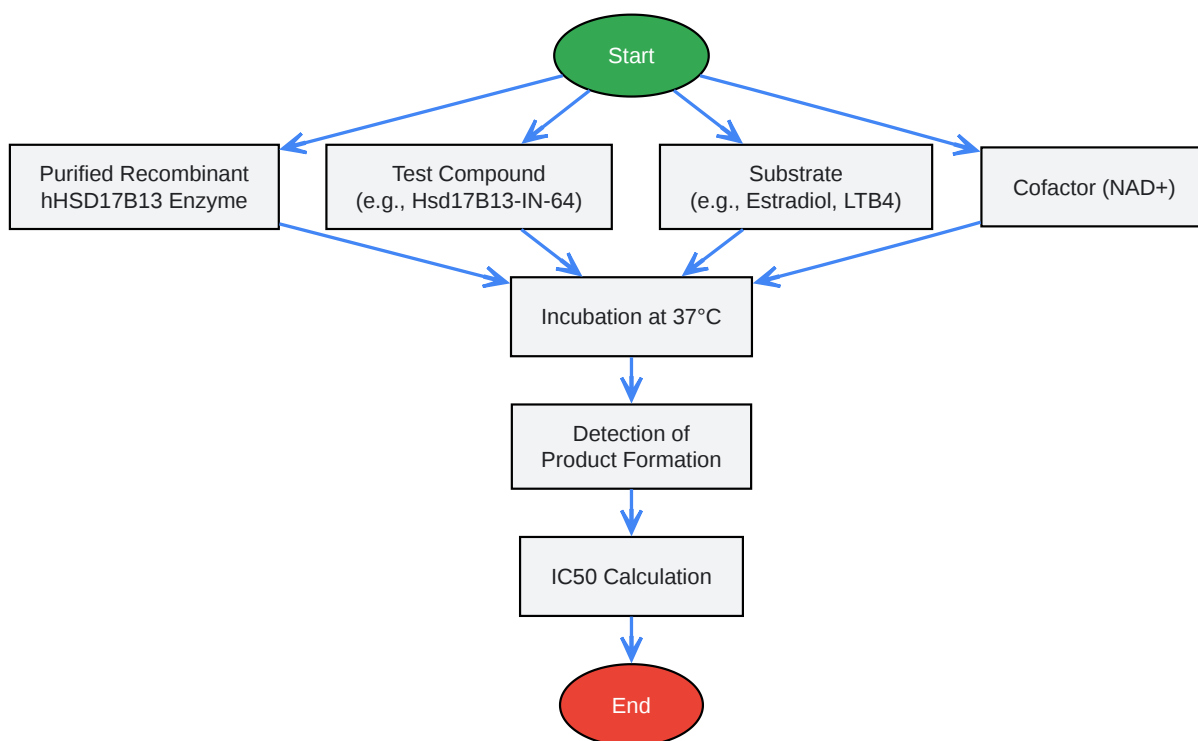 Start
Purified Recombinant
hHSD17B13 Enzyme
Test Compound
(e.g., Hsd17B13-IN-64)
Substrate
(e.g., Estradiol, LTB4)
Cofactor (NAD+)
Incubation at 37°C
Detection of
Product Formation
IC50 Calculation
End